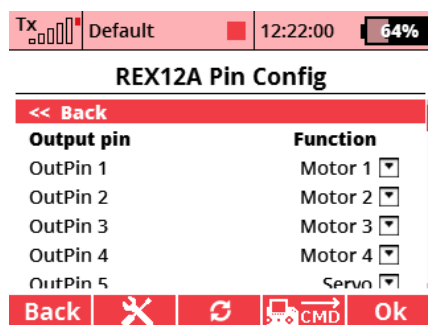 Tx Default 12:22:00 64%
REX12A Pin Config
<< Back
Output pin Function
OutPin 1 Motor 1
OutPin 2 Motor 2
OutPin 3 Motor 3
OutPin 4 Motor 4
OutPin 5 Servo
Back CMD Ok